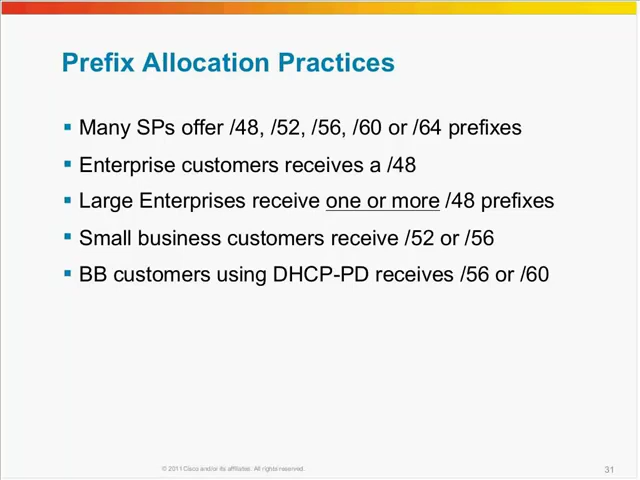 Prefix Allocation Practices
▪ Many SPs offer /48, /52, /56, /60 or /64 prefixes
▪ Enterprise customers receives a /48
▪ Large Enterprises receive one or more /48 prefixes
▪ Small business customers receive /52 or /56
▪ BB customers using DHCP-PD receives /56 or /60
© 2011 Cisco and/or its affiliates. All rights reserved.
31